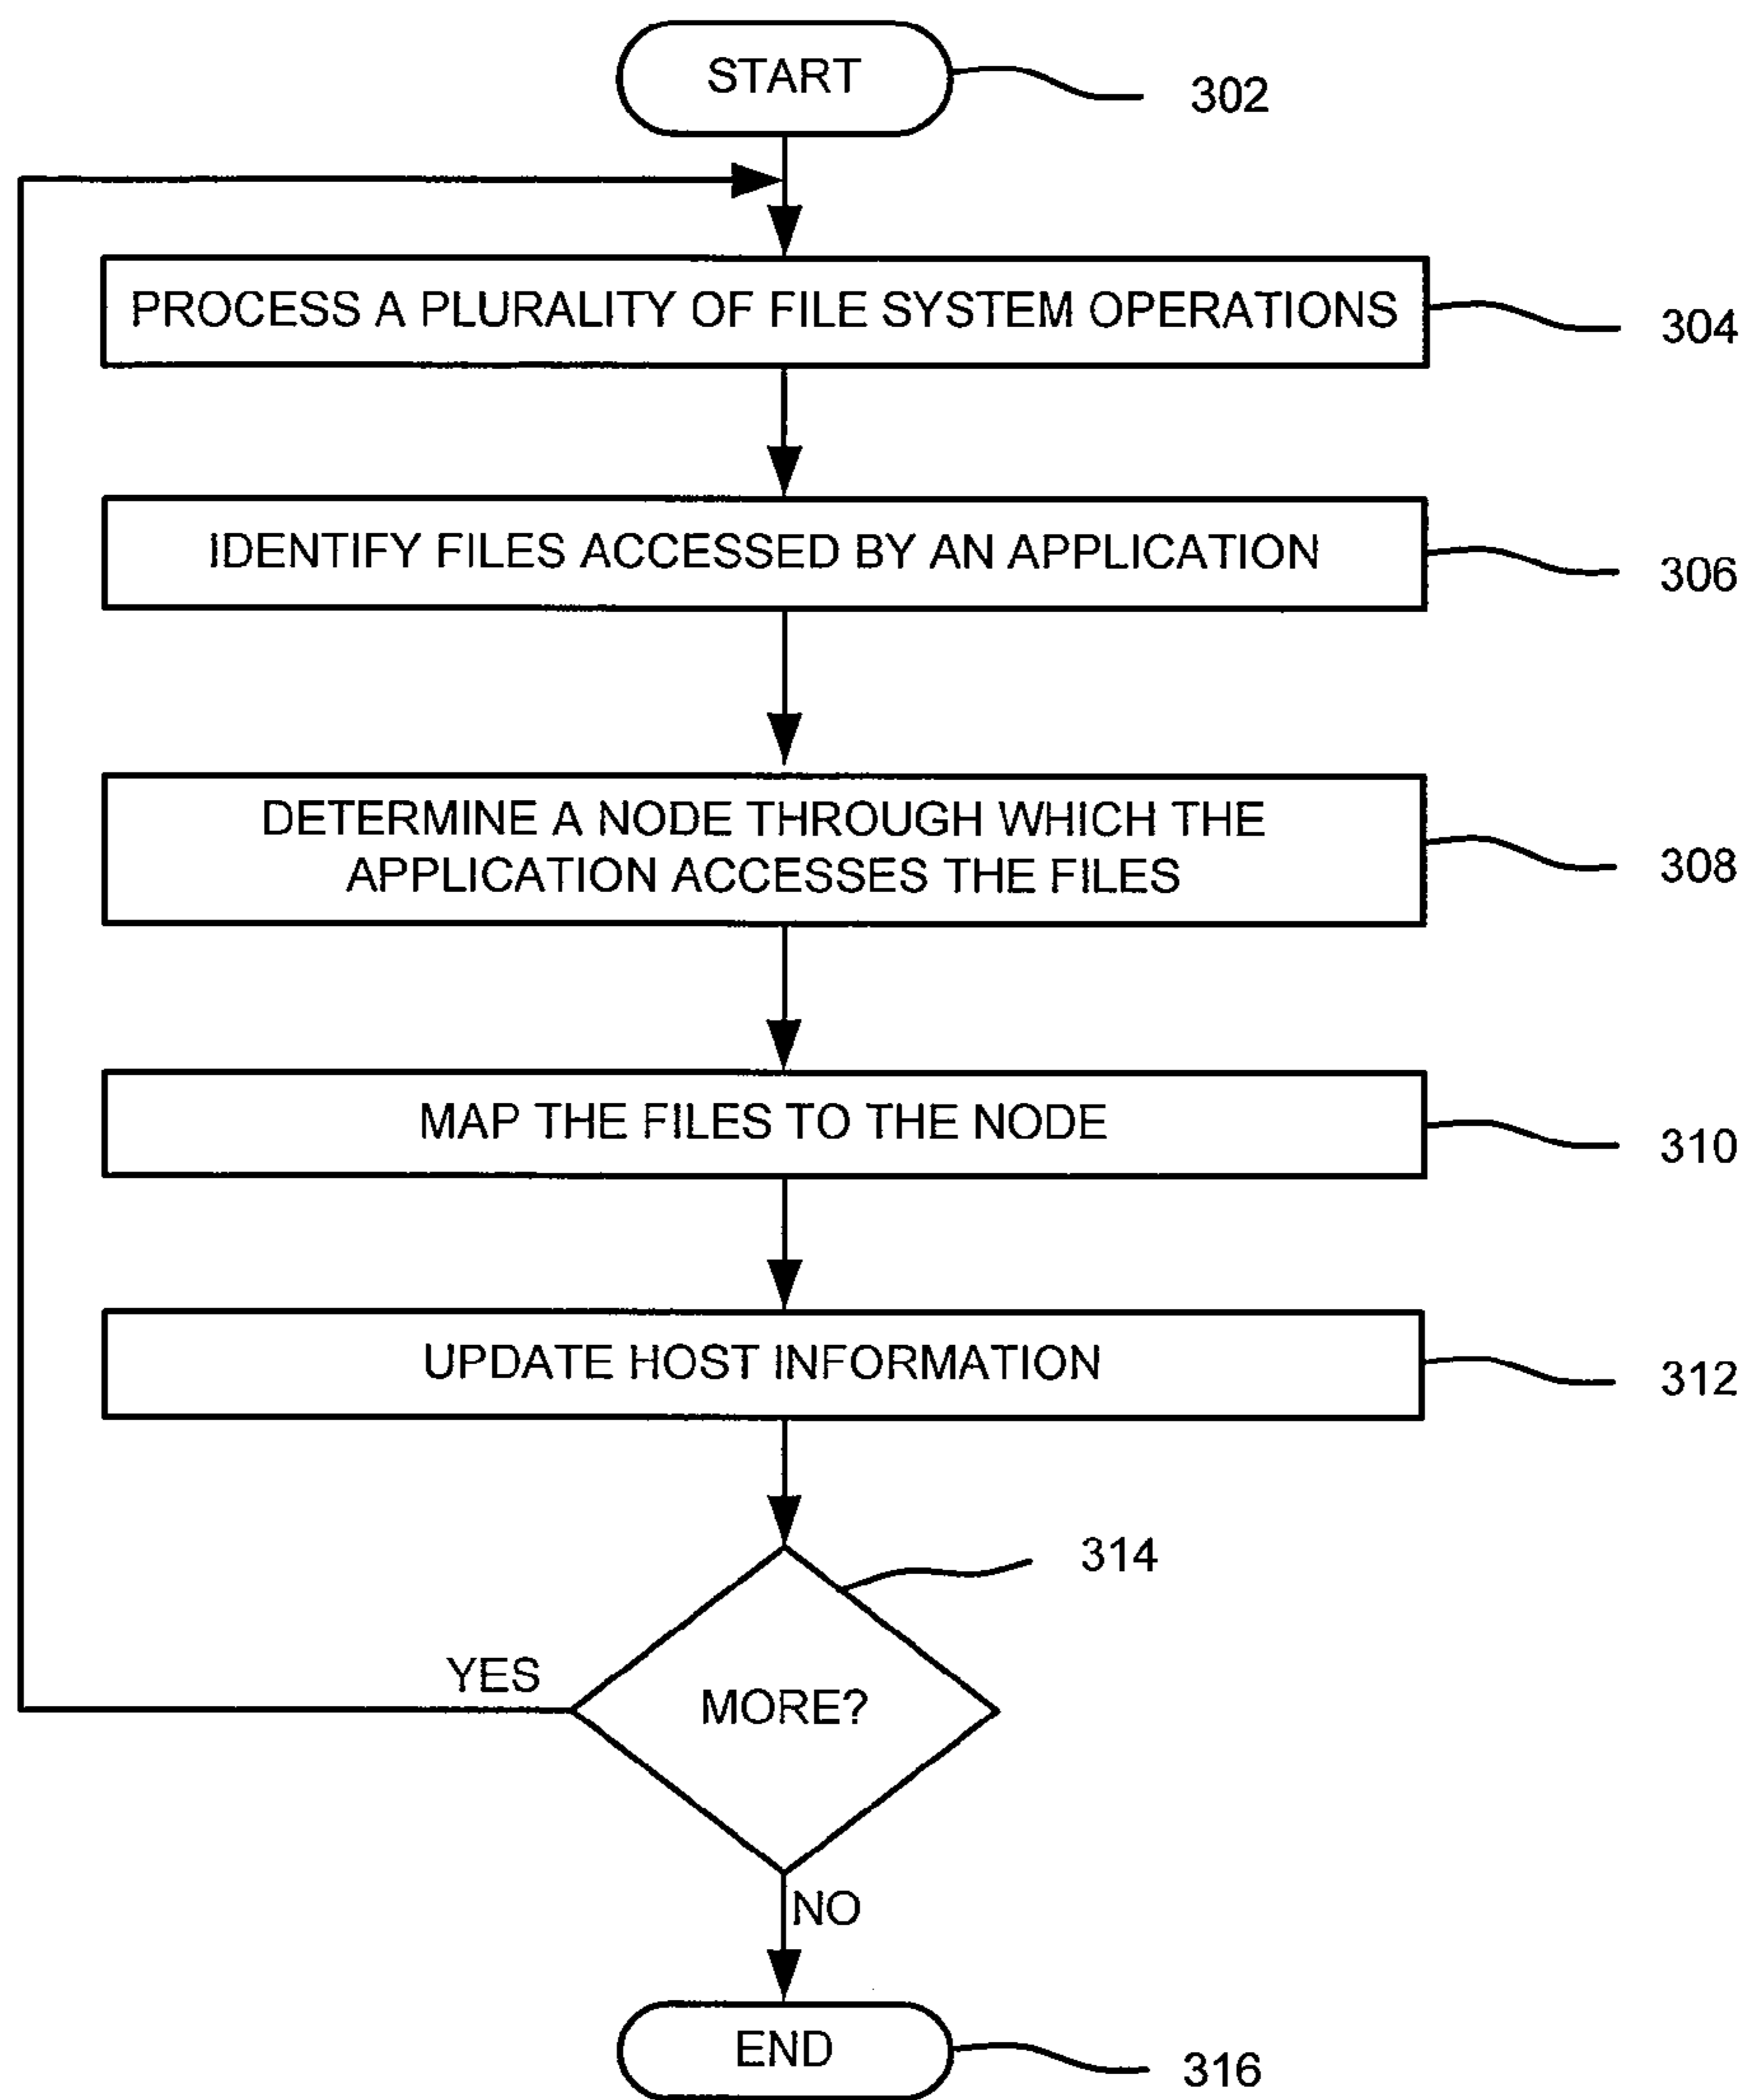 START
302
PROCESS A PLURALITY OF FILE SYSTEM OPERATIONS
304
IDENTIFY FILES ACCESSED BY AN APPLICATION
306
DETERMINE A NODE THROUGH WHICH THE
APPLICATION ACCESSES THE FILES
308
MAP THE FILES TO THE NODE
310
UPDATE HOST INFORMATION
312
314
YES
MORE?
NO
END
316